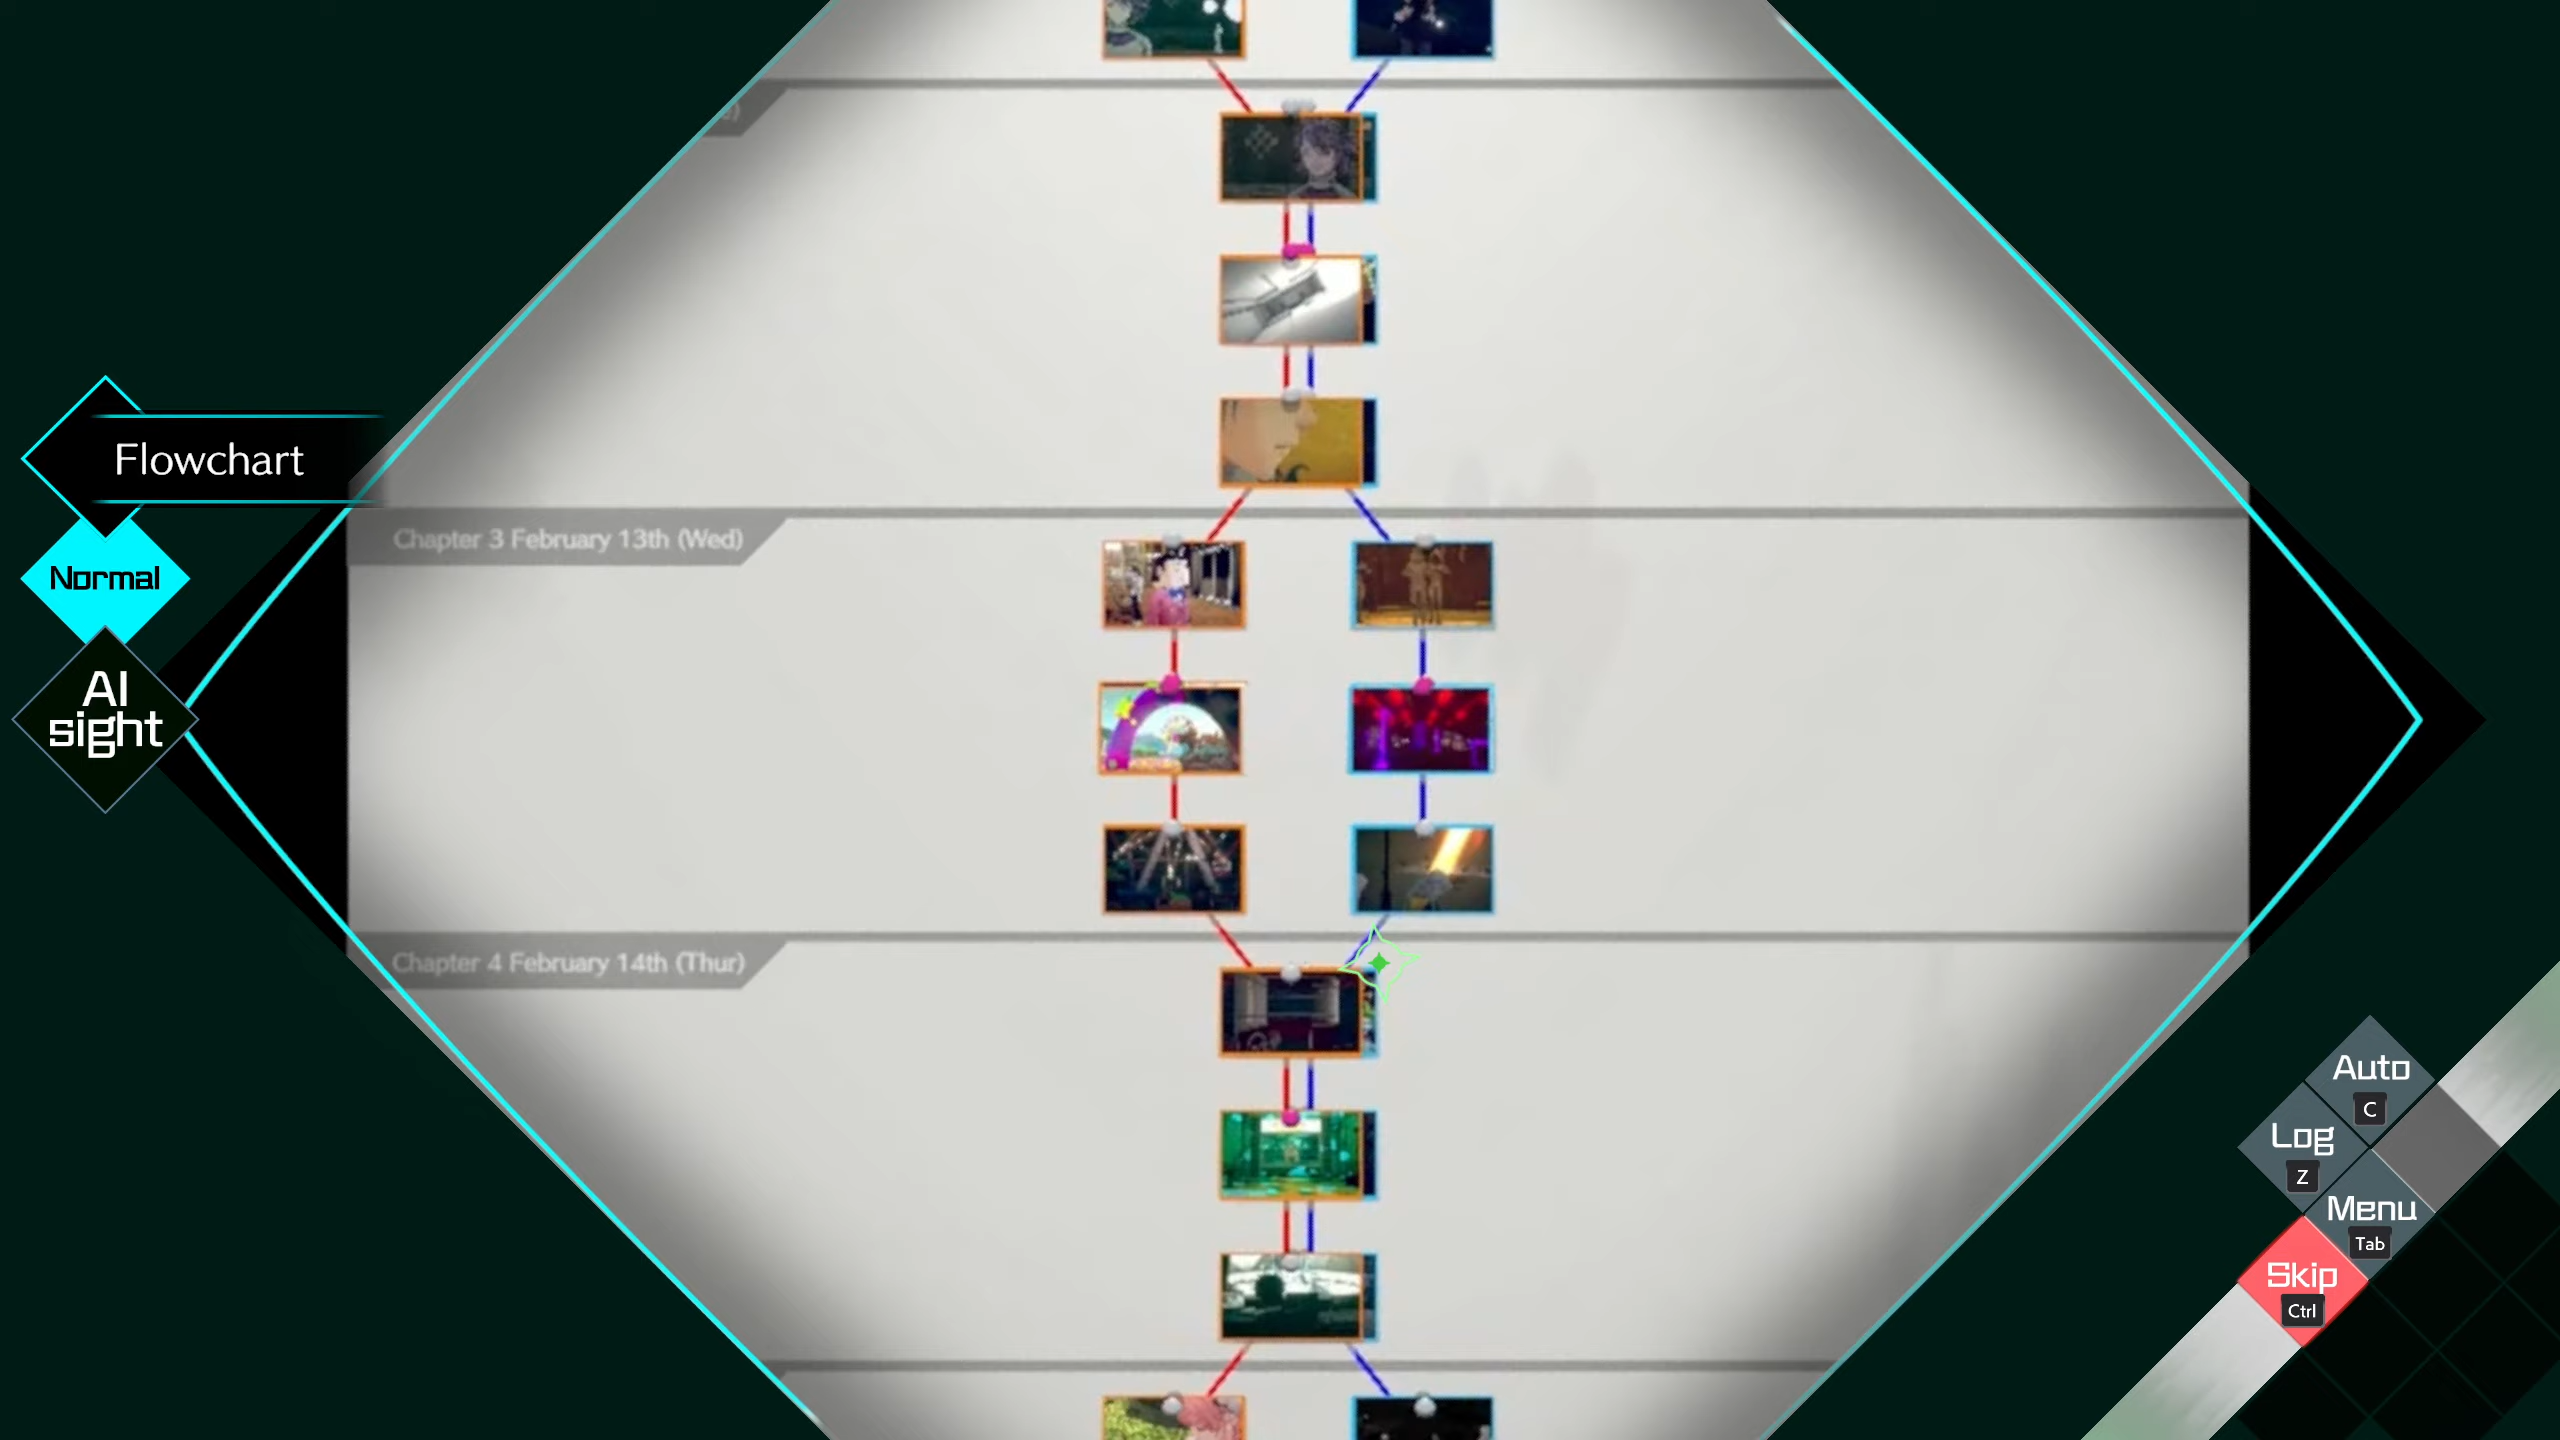 Flowchart
Chapter 3 February 13th (Wed)
Normal
AI
sight
Chapter 4 February 14th (Thur)
Auto
C
Log
Z
Menu
Tab
Skip
Ctrl